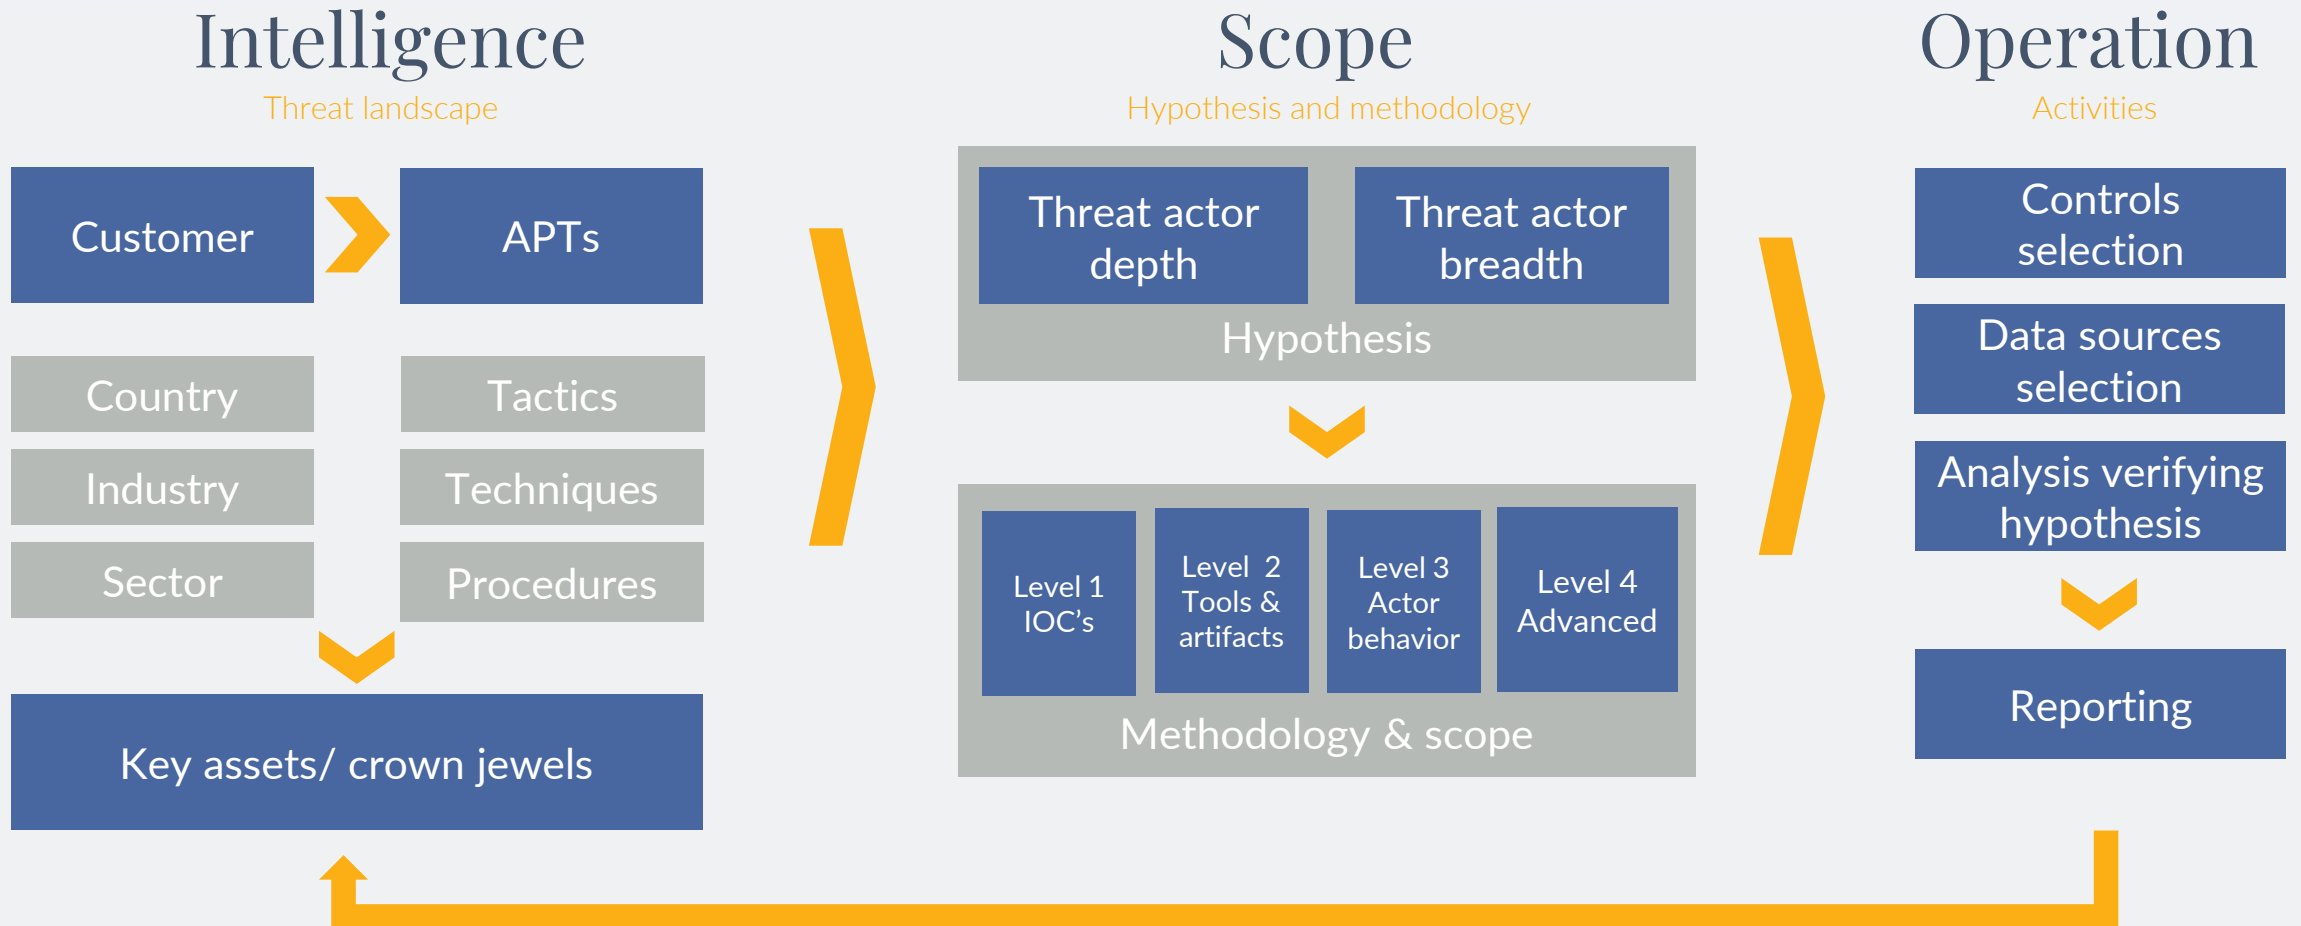 Intelligence
Threat landscape
Customer
APTs
Country
Tactics
Industry
Techniques
Sector
Procedures
Key assets/ crown jewels
Scope
Hypothesis and methodology
Threat actor
depth
Threat actor
breadth
Hypothesis
Level 1
IOC’s
Level  2
Tools &
artifacts
Level 3
Actor
behavior
Level 4
Advanced
Methodology & scope
Operation
Activities
Controls
selection
Data sources
selection
Analysis verifying
hypothesis
Reporting